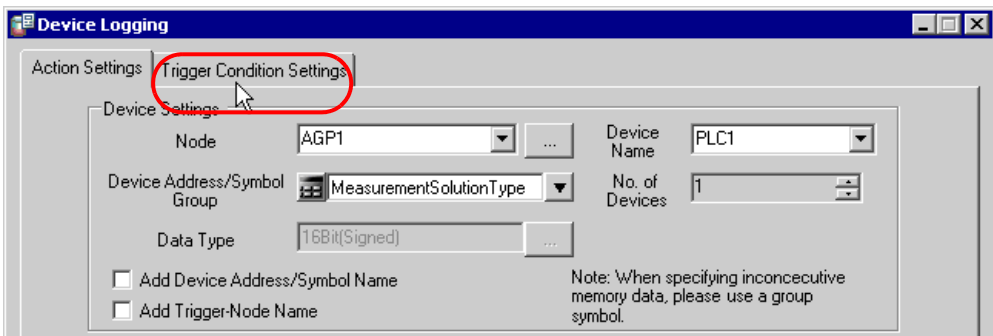 Device Logging
Action Settings
Trigger Condition Settings
Device Settings
Node
AGP1
...
Device Name
PLC1
Device Address/Symbol Group
MeasurementSolutionType
No. of Devices
1
Data Type
16Bit(Signed)
...
Add Device Address/Symbol Name
Add Trigger-Node Name
Note: When specifying inconcecutive
memory data, please use a group
symbol.